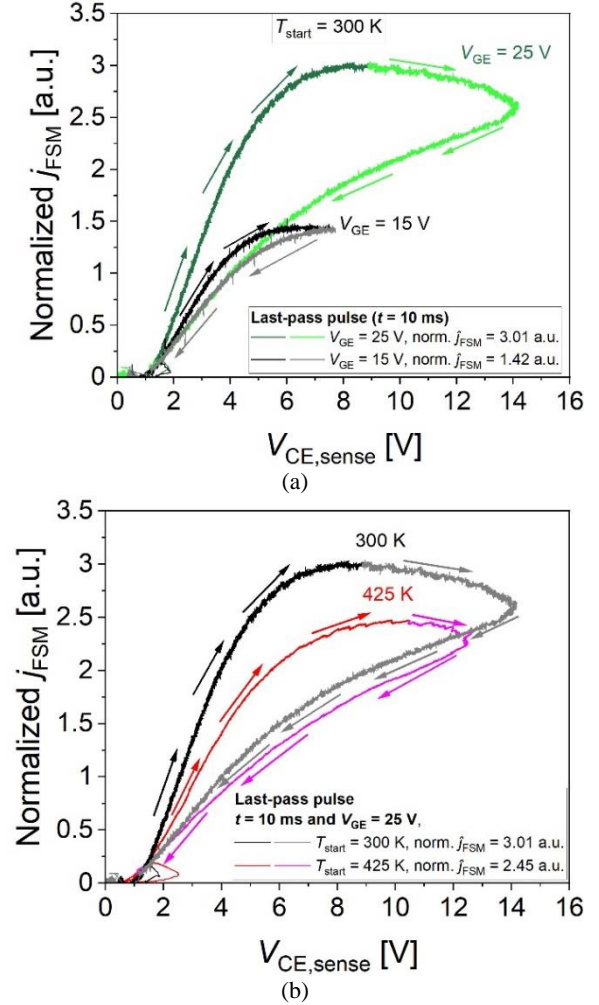 T_start = 300 K
V_GE = 25 V
V_GE = 15 V
Normalized j_FSM [a.u.]
3.5
3
2.5
2
1.5
1
0.5
0
Last-pass pulse (t = 10 ms)
V_GE = 25 V, norm. ĵ_FSM = 3.01 a.u.
V_GE = 15 V, norm. ĵ_FSM = 1.42 a.u.
0 2 4 6 8 10 12 14 16
V_CE,sense [V]
(a)
300 K
425 K
Normalized j_FSM [a.u.]
3.5
3
2.5
2
1.5
1
0.5
0
Last-pass pulse
t = 10 ms and V_GE = 25 V,
T_start = 300 K, norm. ĵ_FSM = 3.01 a.u.
T_start = 425 K, norm. ĵ_FSM = 2.45 a.u.
0 2 4 6 8 10 12 14 16
V_CE,sense [V]
(b)